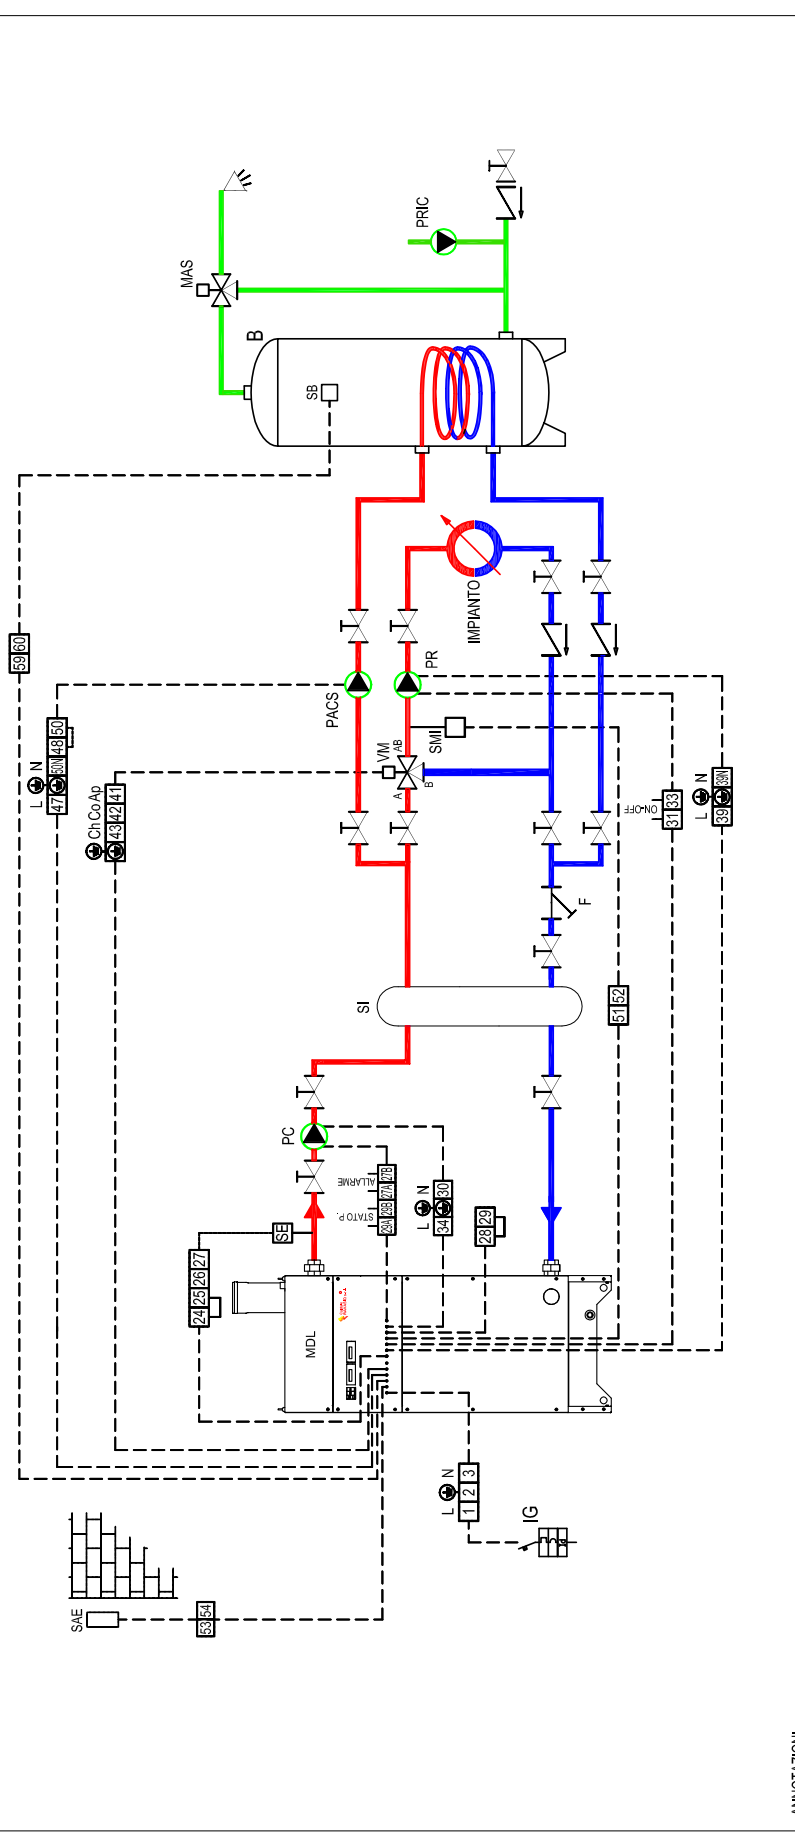 MAS
PRIC
B
SB
59 60
IMPIANTO
PACS
PR
L N
47 50N 48 50
Ch Co Ap
43 42 41
VM
A
AB
B
SMI
ON-OFF
31 33
L N
39 39N
F
SI
51 52
PC
STATO P.
ALLARME
29A 29B 27A 27B
L N
34 30
28 29
SE
24 25 26 27
MDL
L N
1 2 3
IG
SAE
53 54